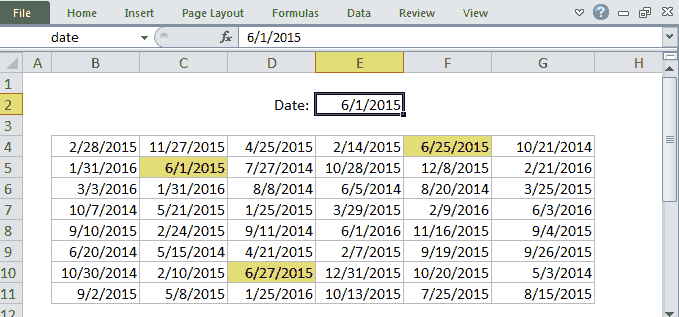 File Home Insert Page Layout Formulas Data Review View
date fx 6/1/2015
A B C D E F G H
1
2 Date: 6/1/2015
3
4 2/28/2015 11/27/2015 4/25/2015 2/14/2015 6/25/2015 10/21/2014
5 1/31/2016 6/1/2015 7/27/2014 10/28/2015 12/8/2015 2/21/2016
6 3/3/2016 1/31/2016 8/8/2014 6/5/2014 8/20/2014 3/25/2015
7 10/7/2014 5/21/2015 1/25/2015 3/29/2015 2/9/2016 6/3/2016
8 9/10/2015 2/24/2015 9/11/2014 6/1/2016 11/16/2015 9/4/2015
9 6/20/2014 5/15/2014 4/21/2015 2/7/2015 9/19/2015 9/26/2015
10 10/30/2014 2/10/2015 6/27/2015 12/31/2015 10/20/2015 5/3/2014
11 9/2/2015 5/8/2015 1/25/2016 10/13/2015 7/25/2015 8/15/2015
12